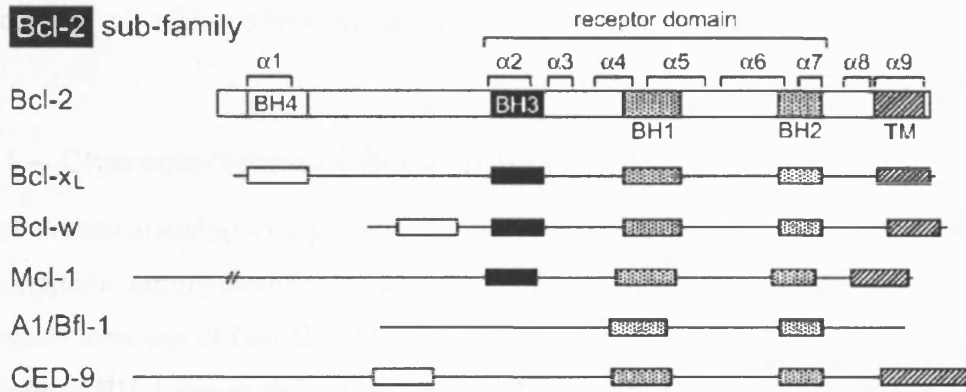 Bcl-2 sub-family
receptor domain
α1 α2 α3 α4 α5 α6 α7 α8 α9
Bcl-2 BH4 BH3
BH1 BH2 TM
Bcl-xL
Bcl-w
Mcl-1 //
A1/Bfl-1
CED-9